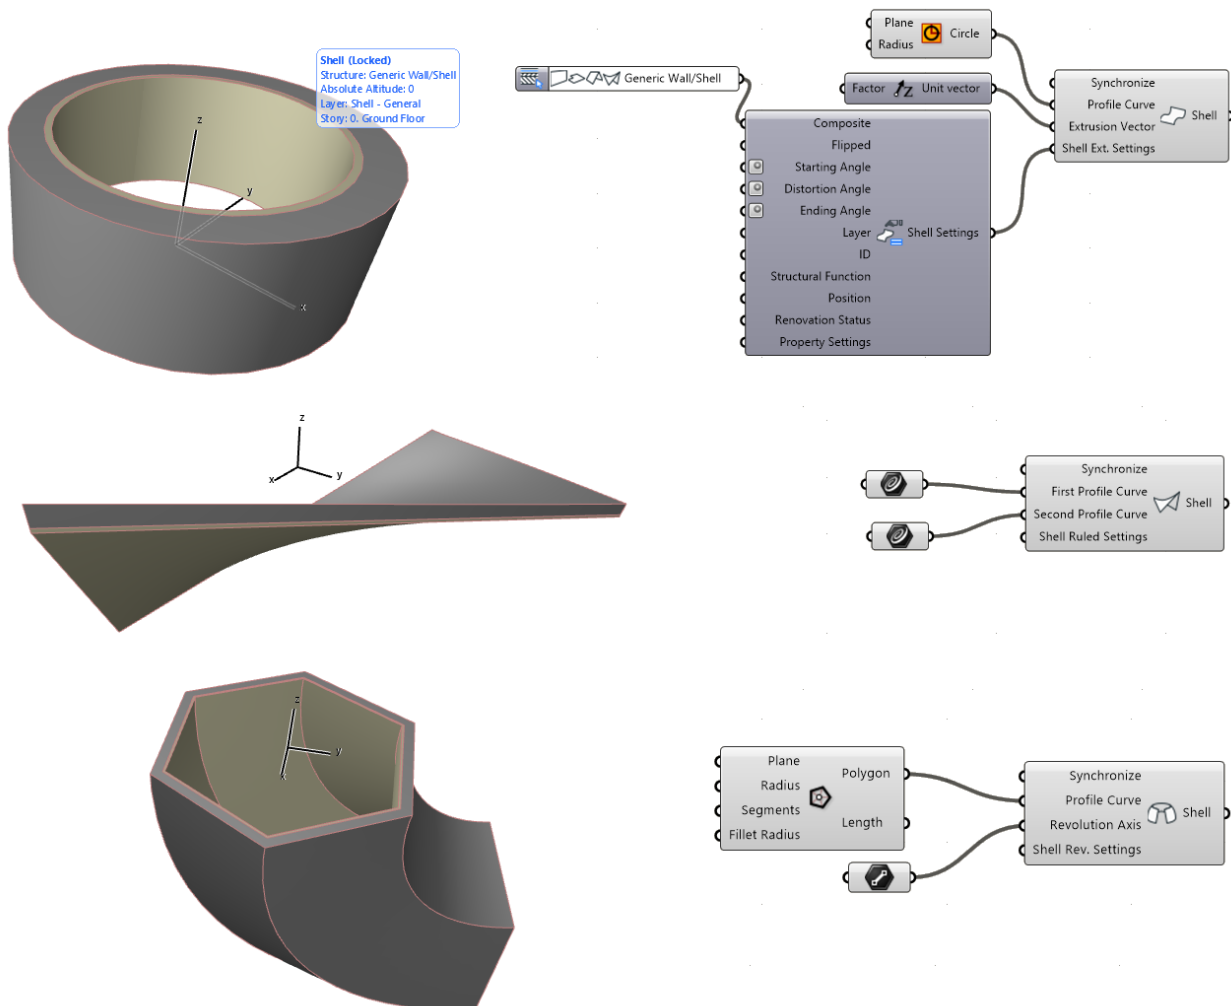 Shell (Locked)
Structure: Generic Wall/Shell
Absolute Altitude: 0
Layer: Shell - General
Story: 0. Ground Floor
z
y
x
Generic Wall/Shell
Plane
Radius
Circle
Factor
Z
Unit vector
Synchronize
Profile Curve
Extrusion Vector
Shell Ext. Settings
Shell
Composite
Flipped
Starting Angle
Distortion Angle
Ending Angle
Layer
ID
Structural Function
Position
Renovation Status
Property Settings
Shell Settings
z
y
x
Synchronize
First Profile Curve
Second Profile Curve
Shell Ruled Settings
Shell
z
y
x
Plane
Radius
Segments
Fillet Radius
Polygon
Length
Synchronize
Profile Curve
Revolution Axis
Shell Rev. Settings
Shell